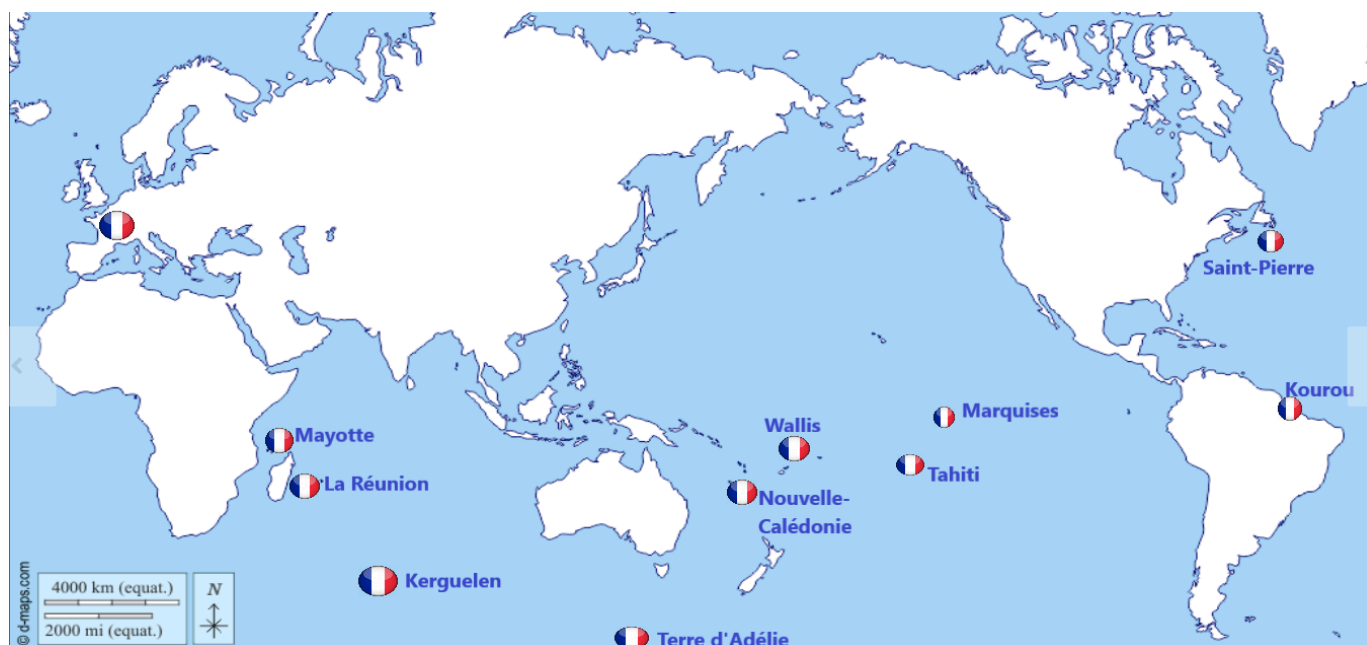 Saint-Pierre
Kourou
Marquises
Wallis
Mayotte
Tahiti
La Réunion
Nouvelle-
Calédonie
Kerguelen
4000 km (equat.)
2000 mi (equat.)
N
© d-maps.com
Terre d'Adélie